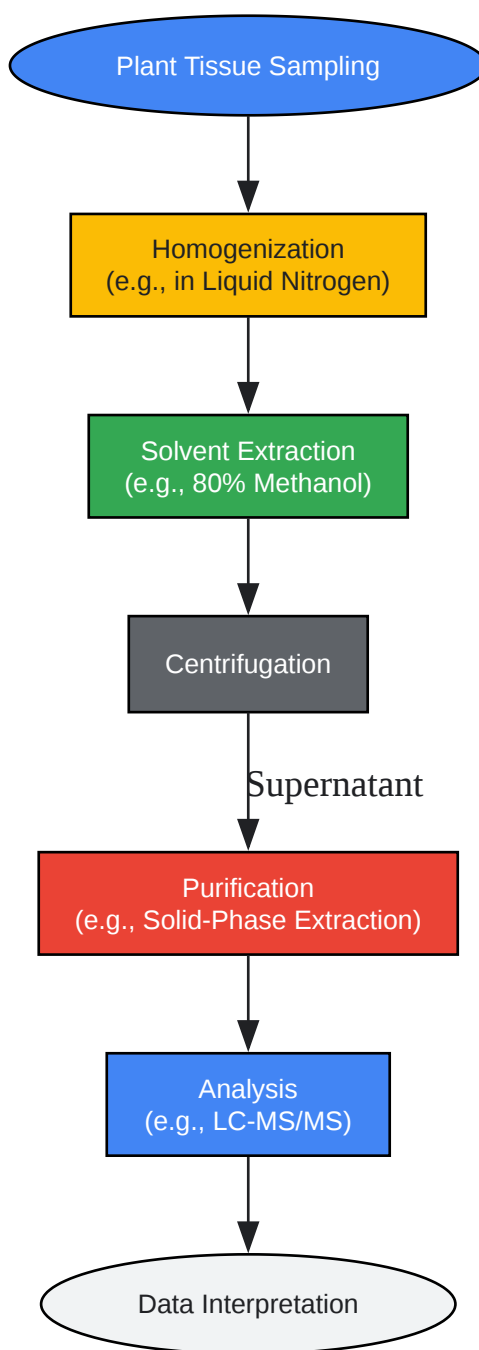 Plant Tissue Sampling
Homogenization
(e.g., in Liquid Nitrogen)
Solvent Extraction
(e.g., 80% Methanol)
Centrifugation
Supernatant
Purification
(e.g., Solid-Phase Extraction)
Analysis
(e.g., LC-MS/MS)
Data Interpretation